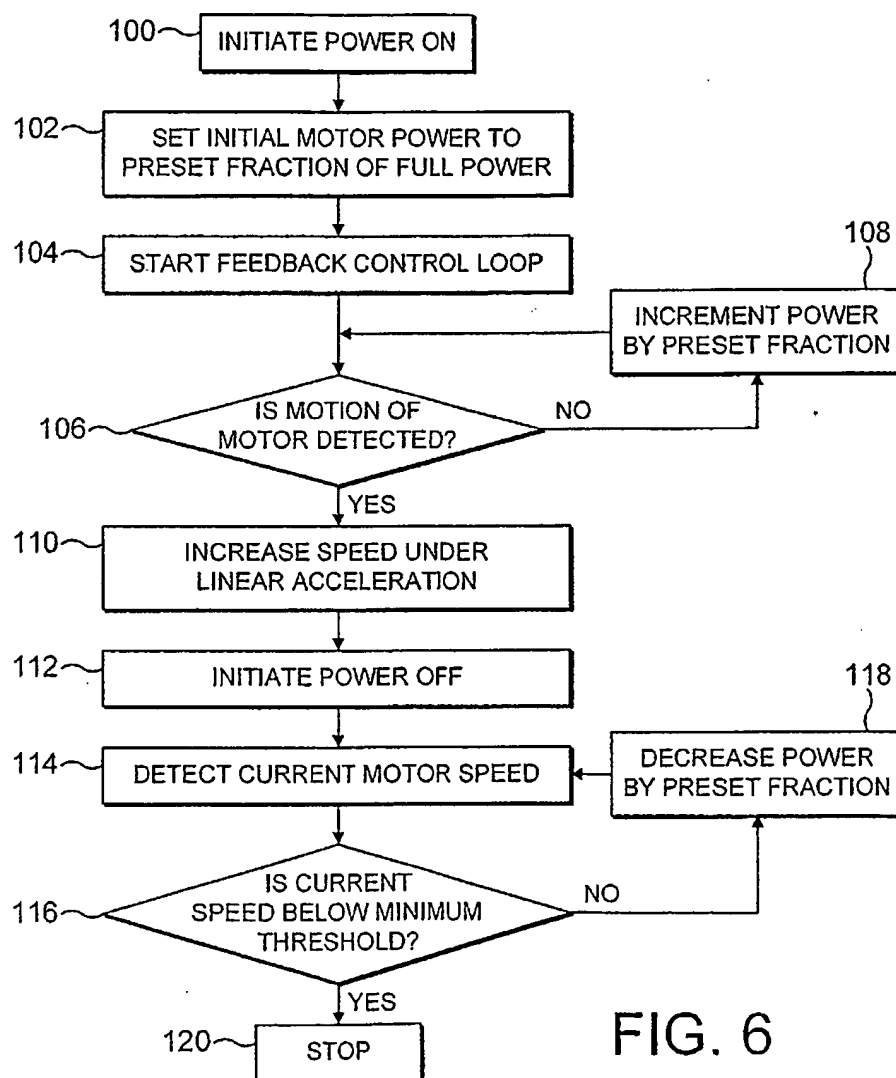 100
INITIATE POWER ON
102
SET INITIAL MOTOR POWER TO
PRESET FRACTION OF FULL POWER
104
START FEEDBACK CONTROL LOOP
108
INCREMENT POWER
BY PRESET FRACTION
106
IS MOTION OF
MOTOR DETECTED?
NO
YES
110
INCREASE SPEED UNDER
LINEAR ACCELERATION
112
INITIATE POWER OFF
118
DECREASE POWER
BY PRESET FRACTION
114
DETECT CURRENT MOTOR SPEED
116
IS CURRENT
SPEED BELOW MINIMUM
THRESHOLD?
NO
YES
120
STOP
FIG. 6